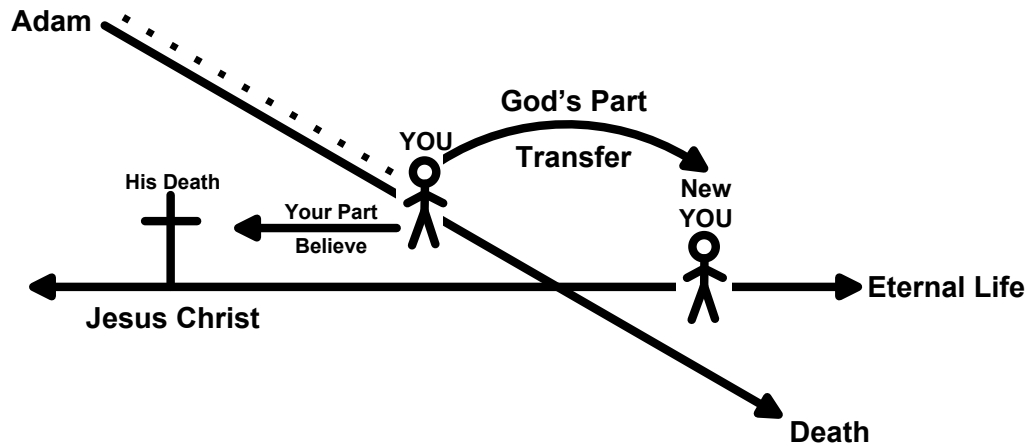 Adam
God's Part
YOU
Transfer
His Death
New
YOU
Your Part
Believe
Eternal Life
Jesus Christ
Death